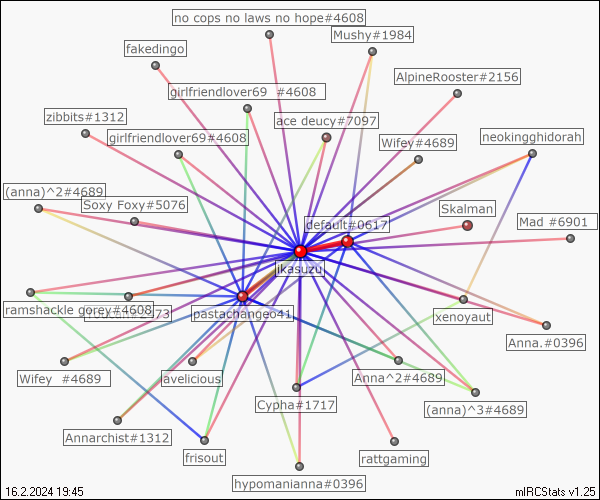 no cops no laws no hope#4608
Mushy#1984
fakedingo
AlpineRooster#2156
girlfriendlover69 #4608
zibbits#1312
ace deucy#7097
girlfriendlover69#4608
Wifey#4689
neokingghidorah
(anna)^2#4689
Soxy Foxy#5076
Skalman
default#0617
Mad #6901
ikasuzu
ramshackle gorey#4608
pastachangeo41
xenoyaut
Anna.#0396
Wifey #4689
avelicious
Anna^2#4689
Cypha#1717
(anna)^3#4689
Annarchist#1312
frisout
rattgaming
hypomanianna#0396
16.2.2024 19:45
mIRCStats v1.25